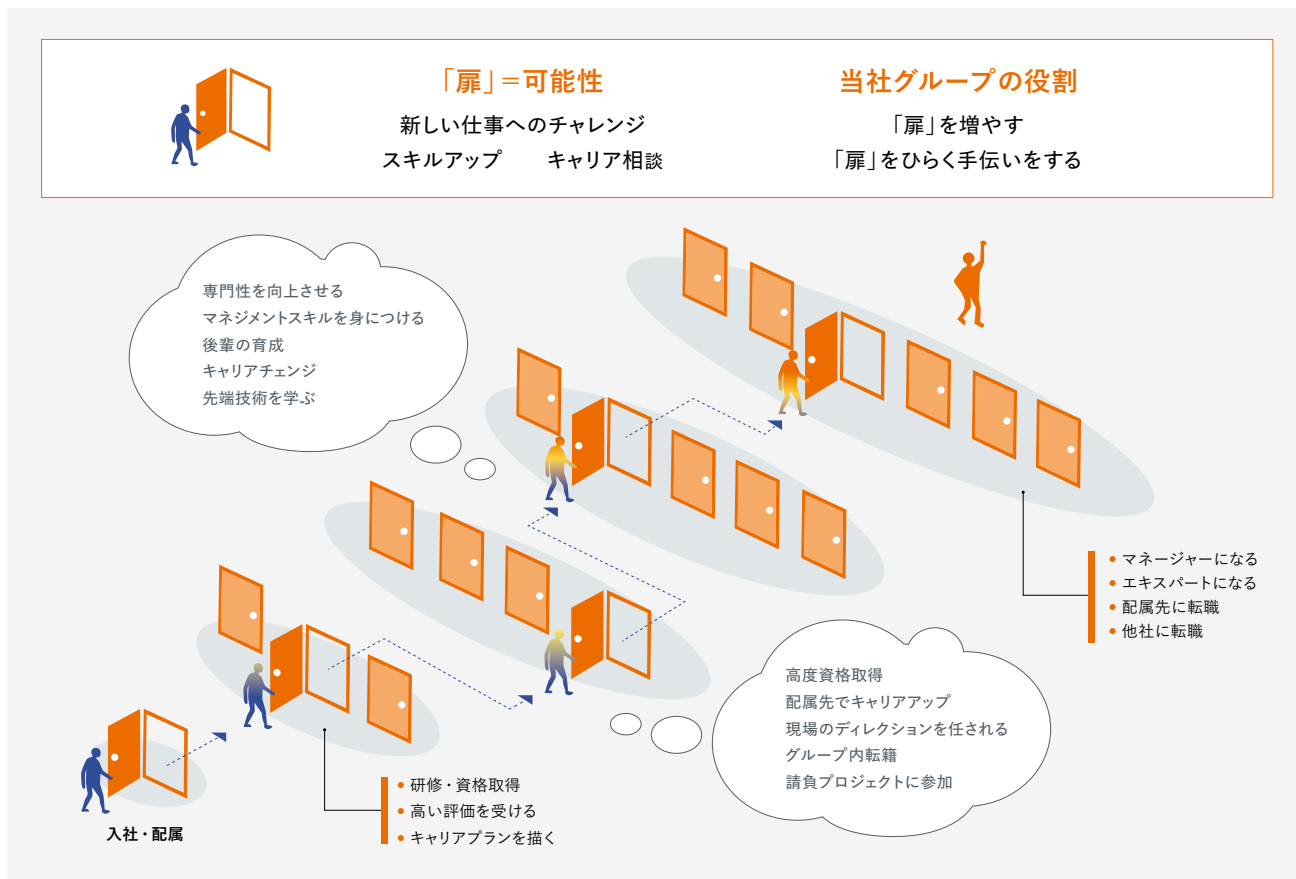 「扉」＝可能性
新しい仕事へのチャレンジ
スキルアップ　　キャリア相談
当社グループの役割
「扉」を増やす
「扉」をひらく手伝いをする
専門性を向上させる
マネジメントスキルを身につける
後輩の育成
キャリアチェンジ
先端技術を学ぶ
• マネージャーになる
• エキスパートになる
• 配属先に転職
• 他社に転職
高度資格取得
配属先でキャリアアップ
現場のディレクションを任される
グループ内転籍
請負プロジェクトに参加
• 研修・資格取得
• 高い評価を受ける
• キャリアプランを描く
入社・配属